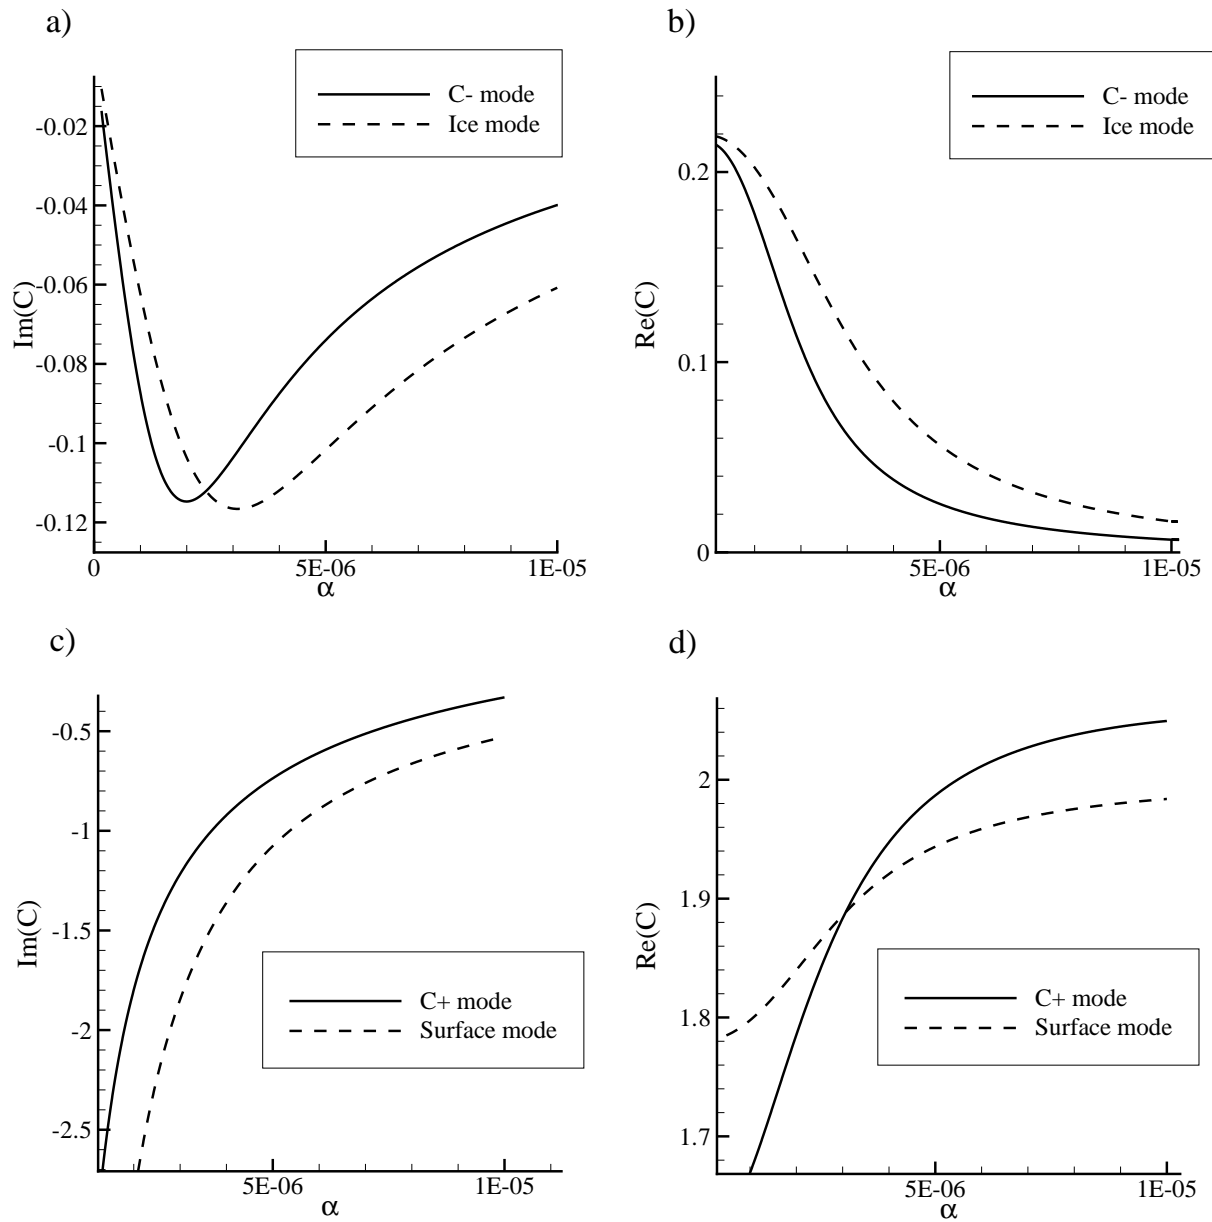 a)
C- mode
Ice mode
-0.02
-0.04
-0.06
-0.08
-0.1
-0.12
Im(C)
0
5E-06
1E-05
α
b)
C- mode
Ice mode
0.2
0.1
0
Re(C)
5E-06
1E-05
α
c)
-0.5
-1
-1.5
-2
-2.5
Im(C)
C+ mode
Surface mode
5E-06
1E-05
α
d)
2
1.9
1.8
1.7
Re(C)
C+ mode
Surface mode
5E-06
1E-05
α